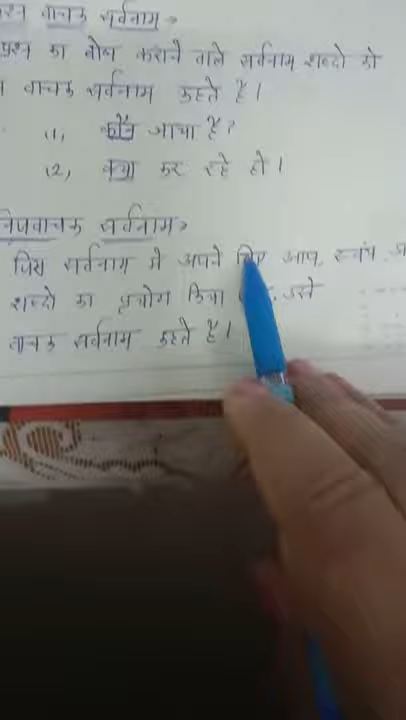 वाचक सर्वनाम
प्रश्न का बोध कराने वाले सर्वनाम शब्दो को
वाचक सर्वनाम कहते है।
(1, कौन आया है?
(2, क्या कर रहे हो।
निजवाचक सर्वनाम
जिस सर्वनाम मे अपने लिए आप, स्वंय
शब्दो का प्रयोग किया उसे
वाचक सर्वनाम कहते है।